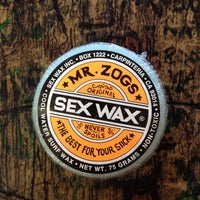 SEX WAX INC • BOX 1222 • CARPINTERIA, CA 93014
MR. ZOGS
ORIGINAL
SEX WAX®
NEVER
SPOILS
THE BEST FOR YOUR STICK
COOL WATER SURF WAX • NET WT. 75 GRAMS • NON-TOXIC